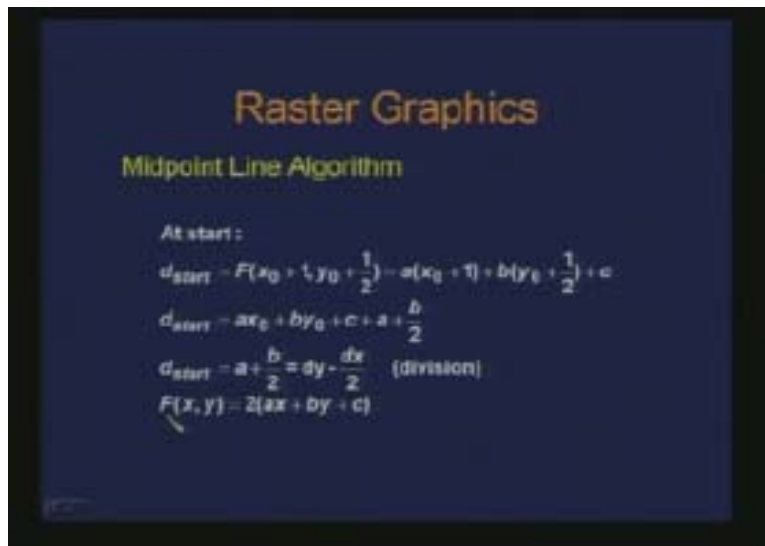 Raster Graphics
Midpoint Line Algorithm
At start:
d_start = F(x_0 + 1, y_0 + 1/2) = a(x_0 + 1) + b(y_0 + 1/2) + c
d_start = ax_0 + by_0 + c + a + b/2
d_start = a + b/2 = dy - dx/2 (division)
F(x, y) = 2(ax + by + c)